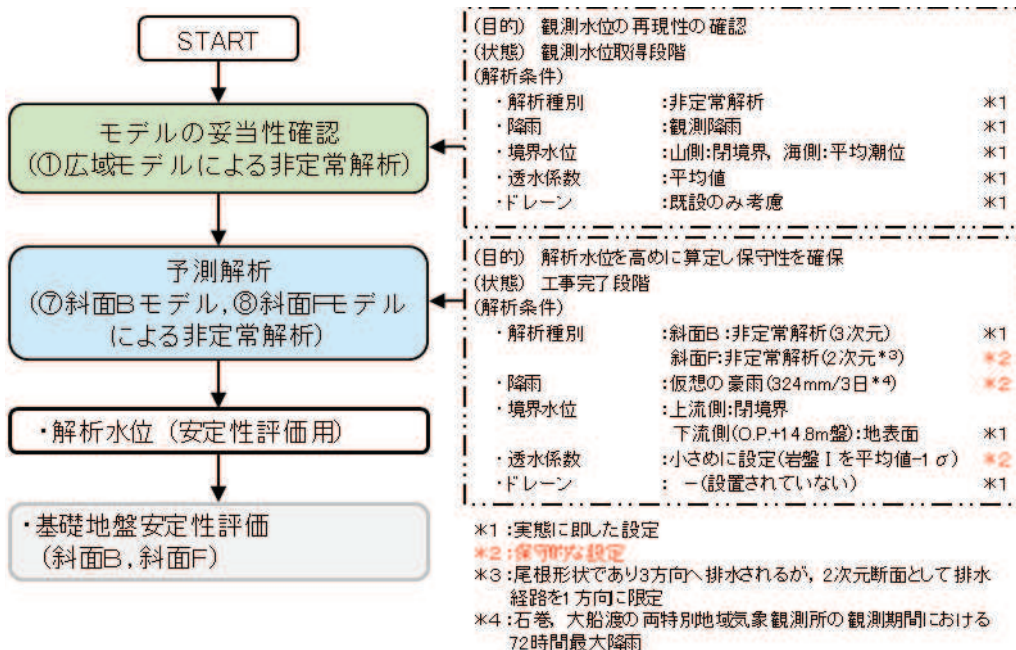 START
モデルの妥当性確認
(①広域モデルによる非定常解析)
予測解析
(⑦斜面Bモデル,⑧斜面Fモデル
による非定常解析)
・解析水位 (安定性評価用)
・基礎地盤安定性評価
(斜面B,斜面F)
(目的) 観測水位の再現性の確認
(状態) 観測水位取得段階
(解析条件)
・解析種別 :非定常解析 *1
・降雨 :観測降雨 *1
・境界水位 :山側:閉境界, 海側:平均潮位 *1
・透水係数 :平均値 *1
・ドレーン :既設のみ考慮 *1
(目的) 解析水位を高めに算定し保守性を確保
(状態) 工事完了段階
(解析条件)
・解析種別 :斜面B:非定常解析(3次元) *1
斜面F:非定常解析(2次元*3) *2
・降雨 :仮想の豪雨(324mm/3日*4) *2
・境界水位 :上流側:閉境界
下流側(O.P.+14.8m盤):地表面 *1
・透水係数 :小さめに設定(岩盤Ⅰを平均値-1σ) *2
・ドレーン : -(設置されていない) *1
*1:実態に即した設定
*2:保守的な設定
*3:尾根形状であり3方向へ排水されるが, 2次元断面として排水
経路を1方向に限定
*4:石巻, 大船渡の両特別地域気象観測所の観測期間における
72時間最大降雨